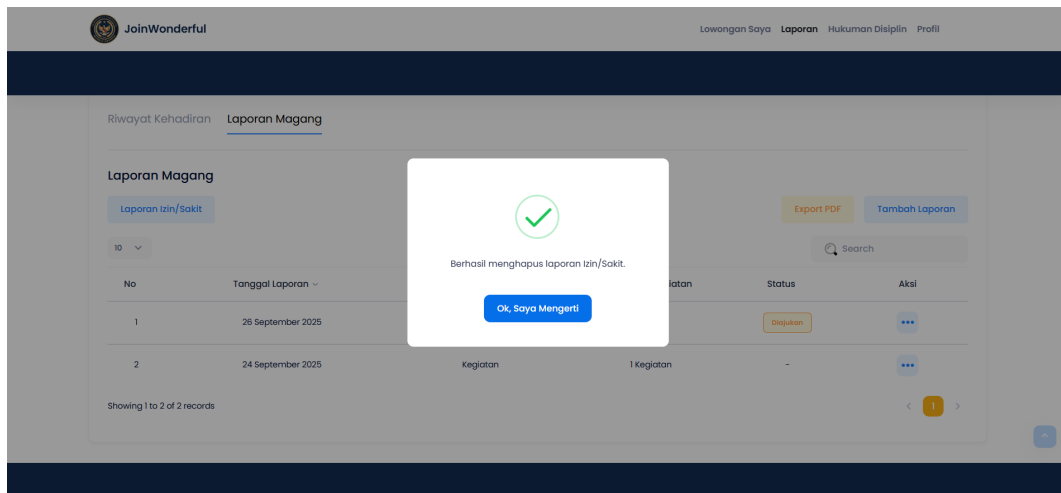 JoinWonderful
Lowongan Saya Laporan Hukuman Disiplin Profil
Riwayat Kehadiran Laporan Magang
Laporan Magang
Laporan Izin/Sakit
Export PDF Tambah Laporan
10
Search
Berhasil menghapus laporan Izin/Sakit.
Ok, Saya Mengerti
No Tanggal Laporan Status Aksi
1 26 September 2025 Diajukan
2 24 September 2025 Kegiatan 1 Kegiatan -
Showing 1 to 2 of 2 records
< 1 >